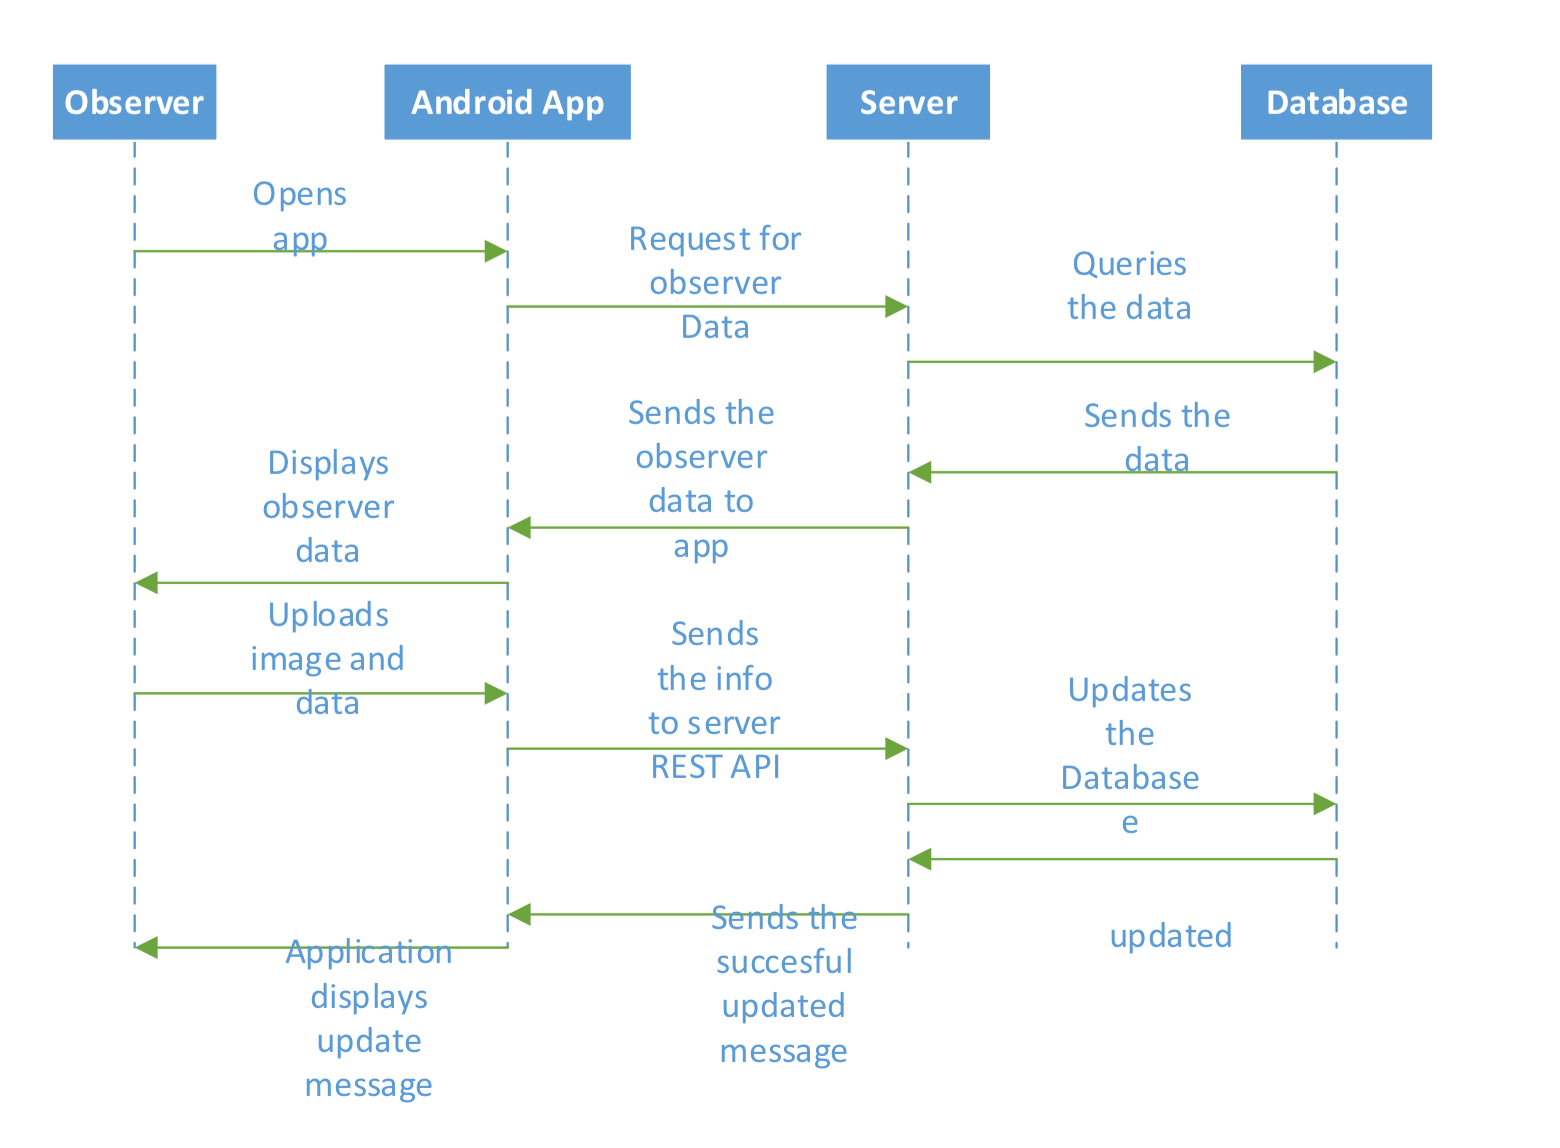 Observer
Android App
Server
Database
Opens
app
Request for
observer
Data
Queries
the data
Sends the
data
Sends the
observer
data to
app
Displays
observer
data
Uploads
image and
data
Sends
the info
to server
REST API
Updates
the
Database
e
updated
Sends the
succesful
updated
message
Application
displays
update
message